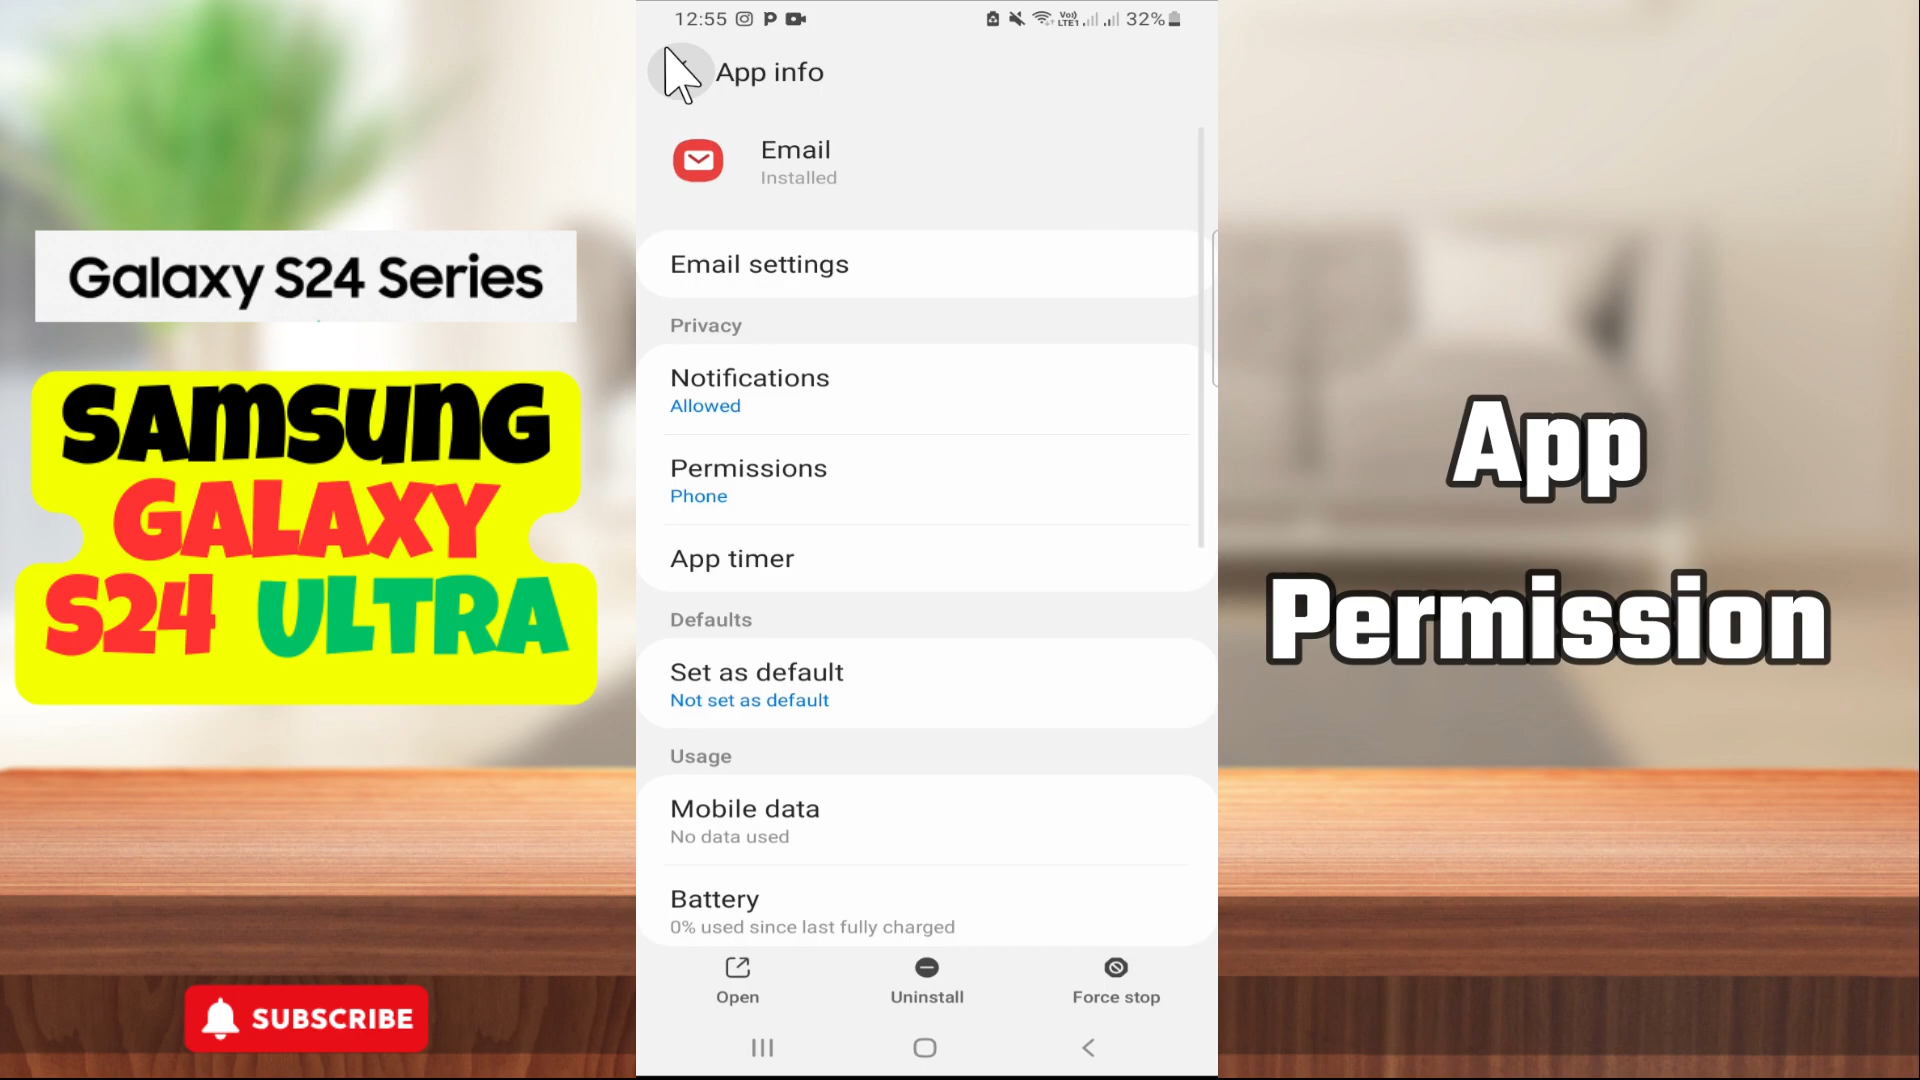 Galaxy S24 Series
SAMSUNG
GALAXY
S24 ULTRA
SUBSCRIBE
12:55
Vo)) LTE1
32%
App info
Email
Installed
Email settings
Privacy
Notifications
Allowed
Permissions
Phone
App timer
Defaults
Set as default
Not set as default
Usage
Mobile data
No data used
Battery
0% used since last fully charged
Open
Uninstall
Force stop
App
Permission